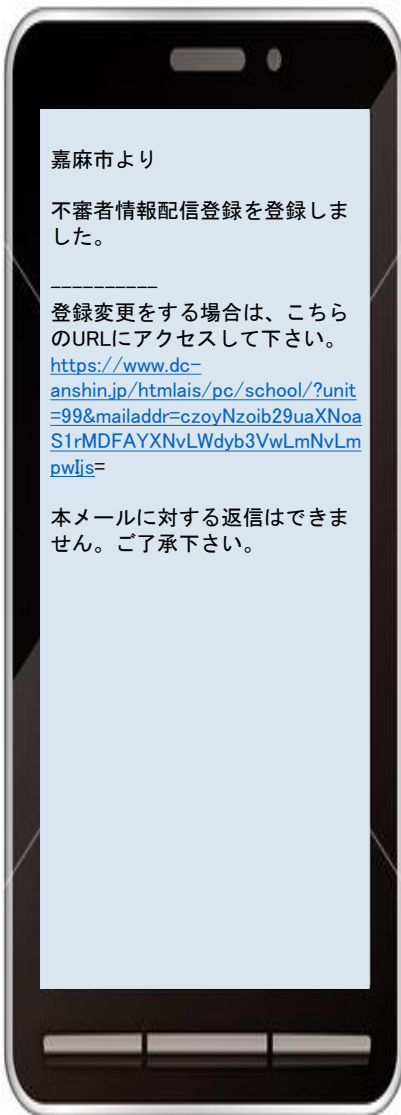 嘉麻市より
不審者情報配信登録を登録しま
した。
----------
登録変更をする場合は、こちら
のURLにアクセスして下さい。
https://www.dc-
anshin.jp/htmlais/pc/school/?unit
=99&mailaddr=czoyNzoib29uaXNoa
S1rMDFAYXNvLWdyb3VwLmNvLm
pwIjs=
本メールに対する返信はできま
せん。ご了承下さい。